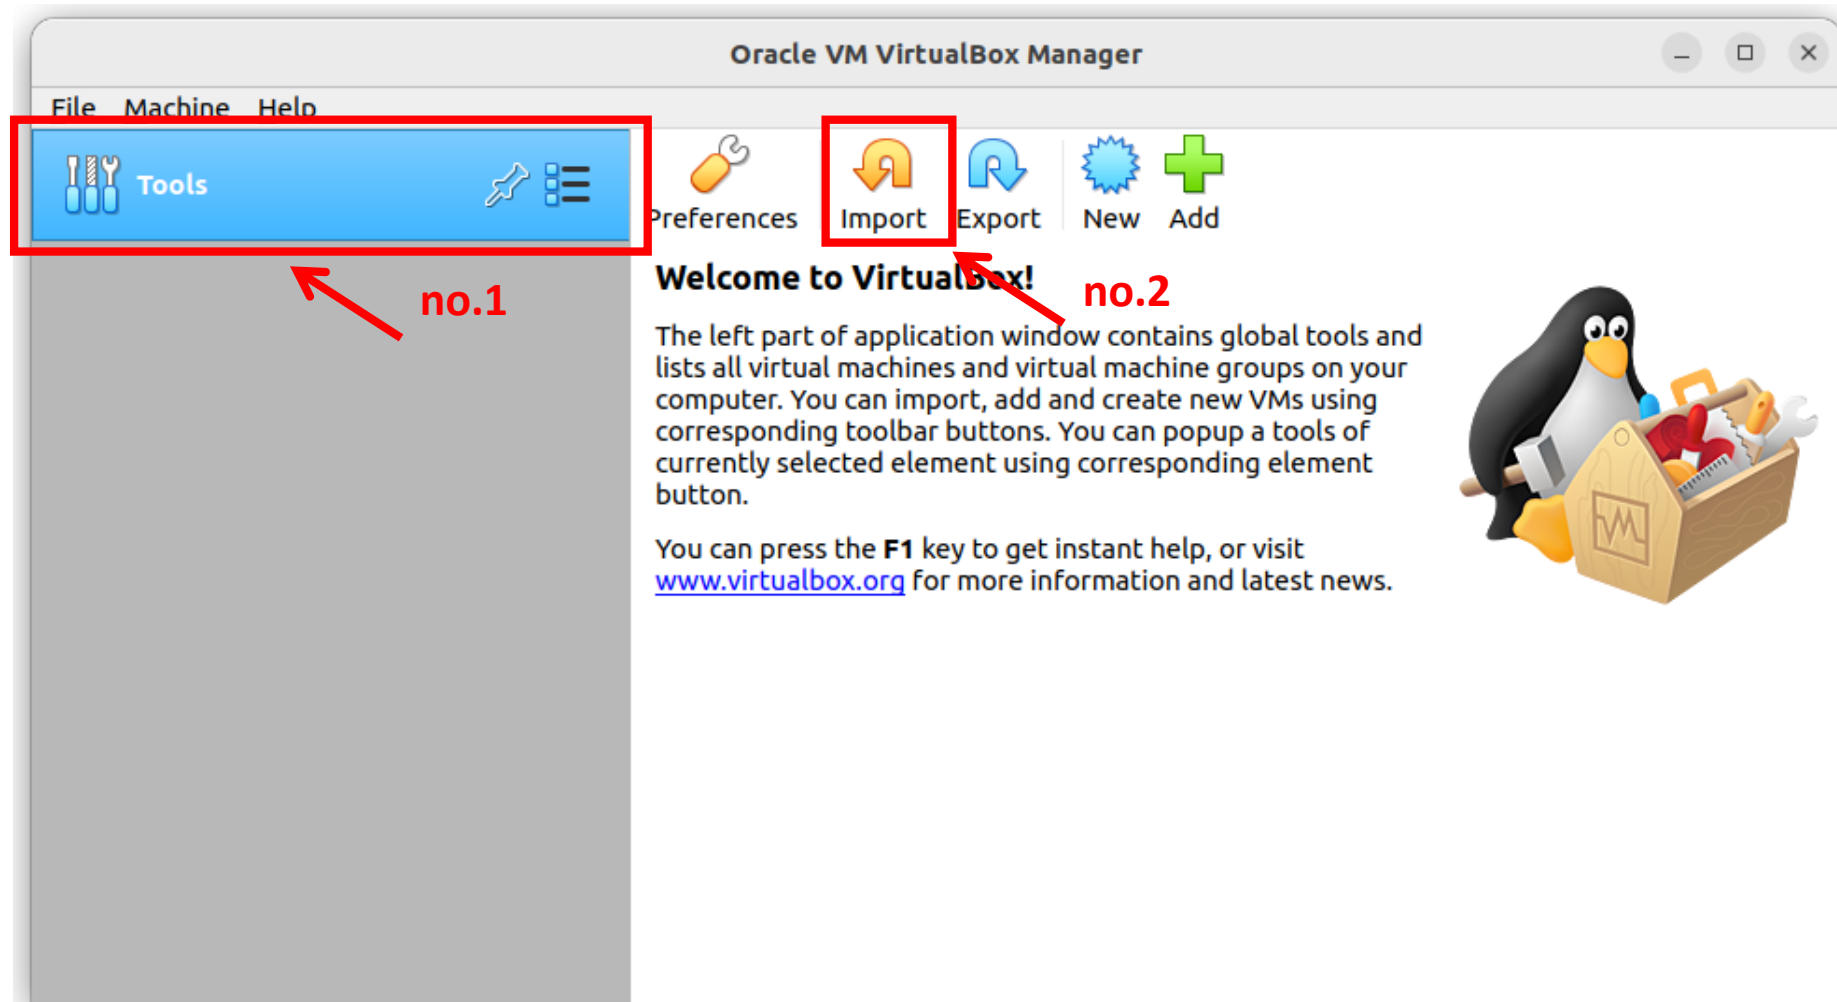 Oracle VM VirtualBox Manager
File Machine Help
Tools
Preferences Import Export New Add
no.1
Welcome to VirtualBox!
no.2
The left part of application window contains global tools and
lists all virtual machines and virtual machine groups on your
computer. You can import, add and create new VMs using
corresponding toolbar buttons. You can popup a tools of
currently selected element using corresponding element
button.
You can press the F1 key to get instant help, or visit
www.virtualbox.org for more information and latest news.